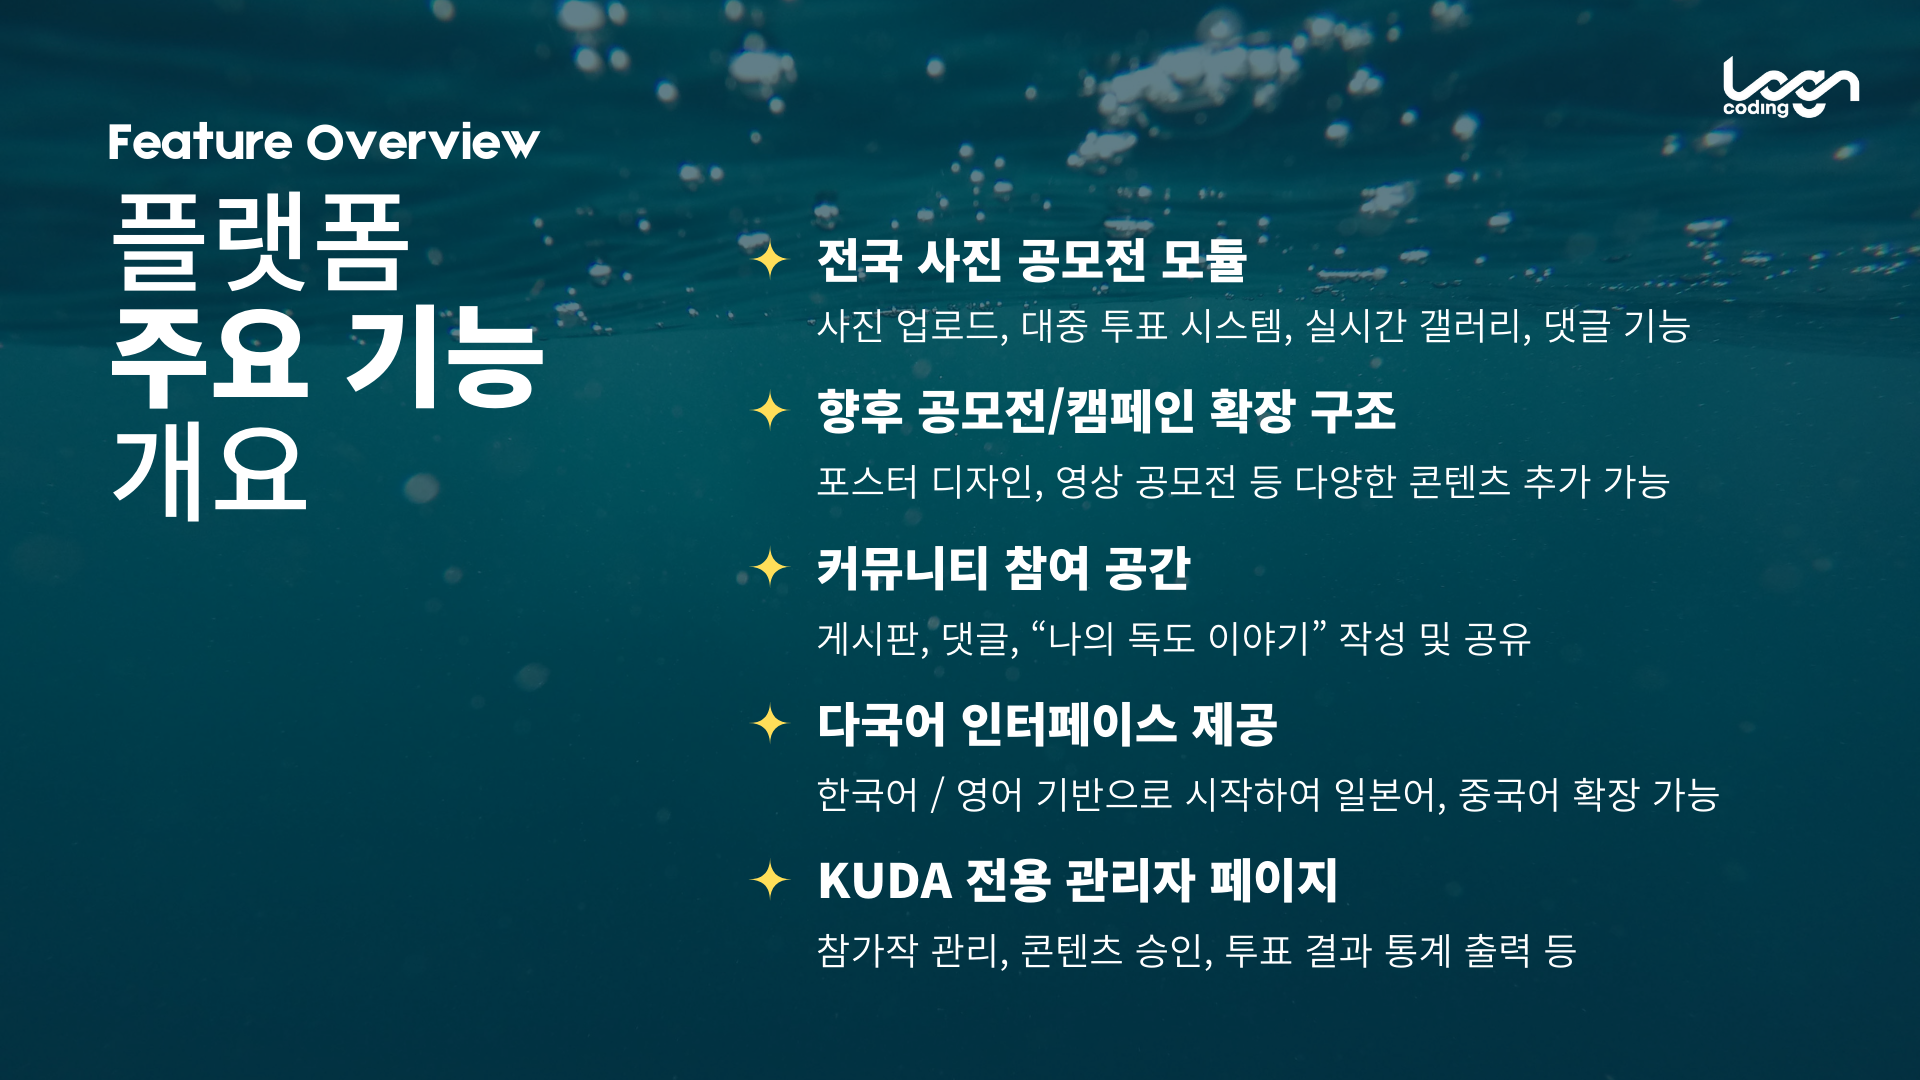 Feature Overview
플랫폼
주요 기능
개요
coding
전국 사진 공모전 모듈
사진 업로드, 대중 투표 시스템, 실시간 갤러리, 댓글 기능
향후 공모전/캠페인 확장 구조
포스터 디자인, 영상 공모전 등 다양한 콘텐츠 추가 가능
커뮤니티 참여 공간
게시판, 댓글, “나의 독도 이야기” 작성 및 공유
다국어 인터페이스 제공
한국어 / 영어 기반으로 시작하여 일본어, 중국어 확장 가능
KUDA 전용 관리자 페이지
참가작 관리, 콘텐츠 승인, 투표 결과 통계 출력 등